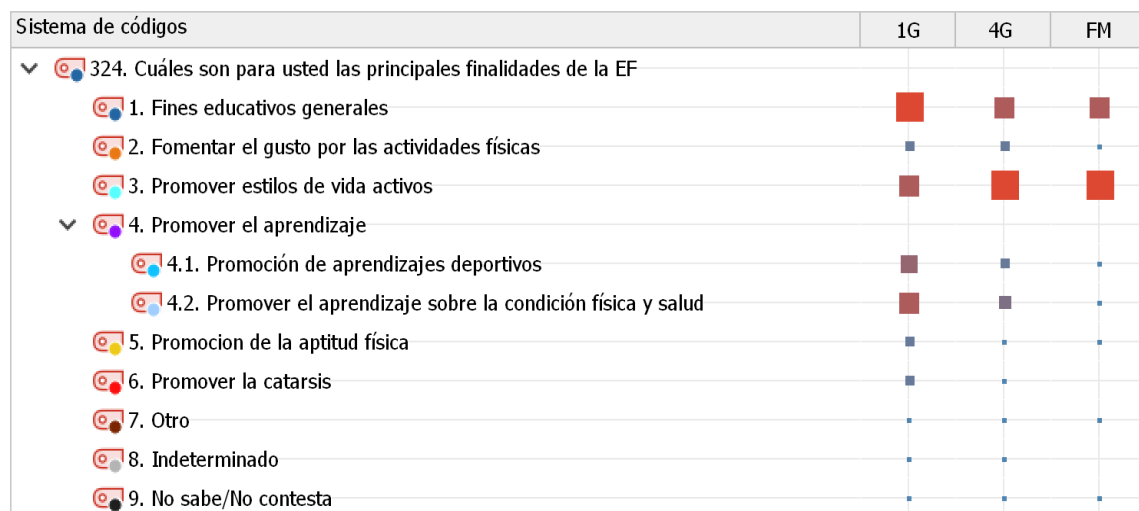 Sistema de códigos 1G 4G FM
324. Cuáles son para usted las principales finalidades de la EF
1. Fines educativos generales
2. Fomentar el gusto por las actividades físicas
3. Promover estilos de vida activos
4. Promover el aprendizaje
4.1. Promoción de aprendizajes deportivos
4.2. Promover el aprendizaje sobre la condición física y salud
5. Promocion de la aptitud física
6. Promover la catarsis
7. Otro
8. Indeterminado
9. No sabe/No contesta